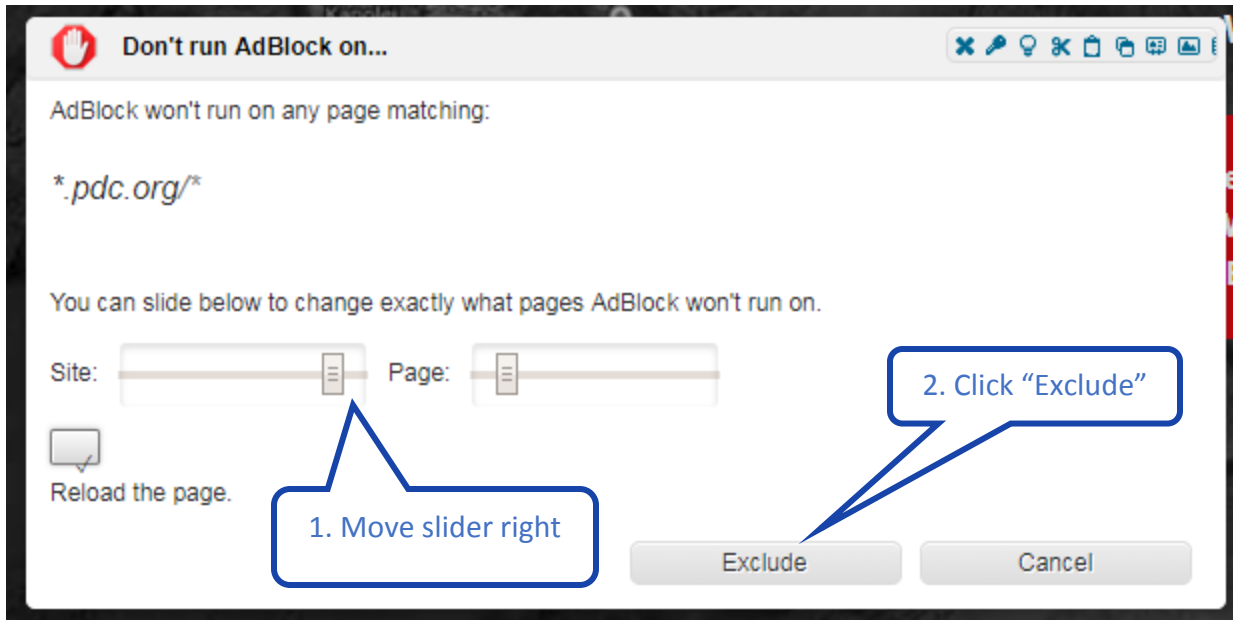 Don't run AdBlock on...
AdBlock won't run on any page matching:
*.pdc.org/*
You can slide below to change exactly what pages AdBlock won't run on.
Site:
Page:
2. Click “Exclude”
Reload the page.
1. Move slider right
Exclude
Cancel